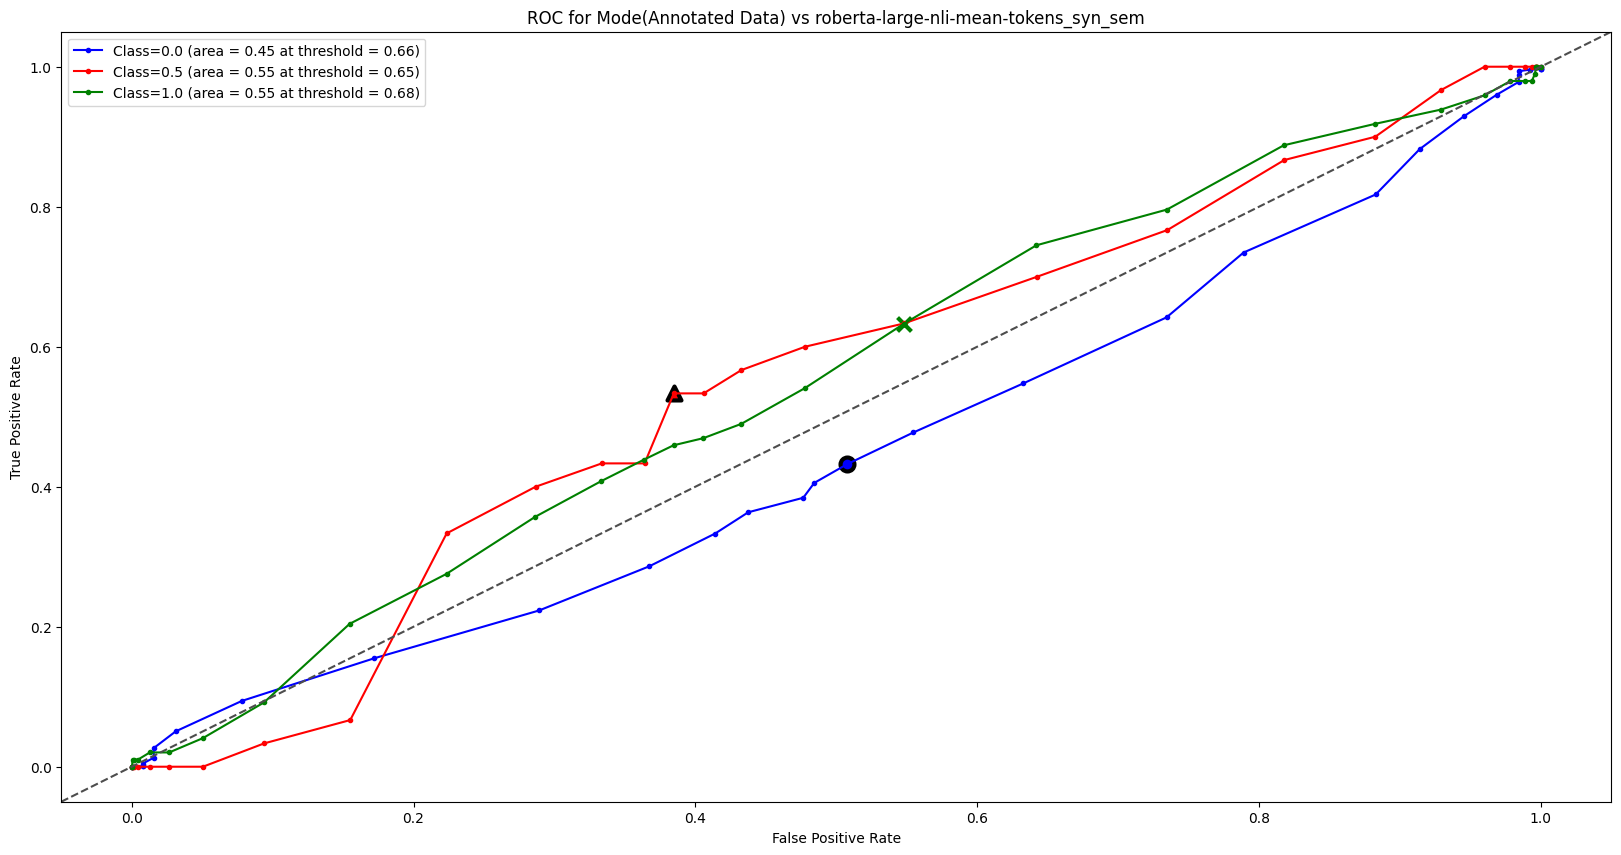 ROC for Mode(Annotated Data) vs roberta-large-nli-mean-tokens_syn_sem
Class=0.0 (area = 0.45 at threshold = 0.66)
Class=0.5 (area = 0.55 at threshold = 0.65)
Class=1.0 (area = 0.55 at threshold = 0.68)
True Positive Rate
1.0
0.8
0.6
0.4
0.2
0.0
0.0 0.2 0.4 0.6 0.8 1.0
False Positive Rate